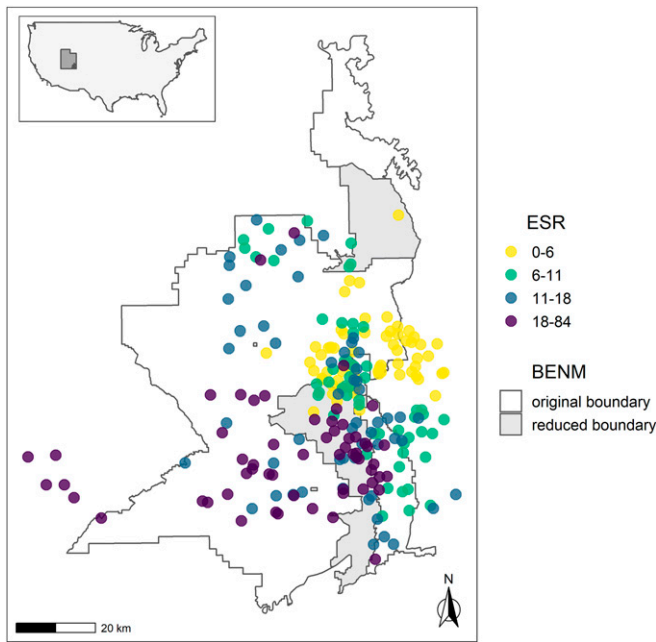 ESR
0-6
6-11
11-18
18-84
BENM
original boundary
reduced boundary
N
20 km